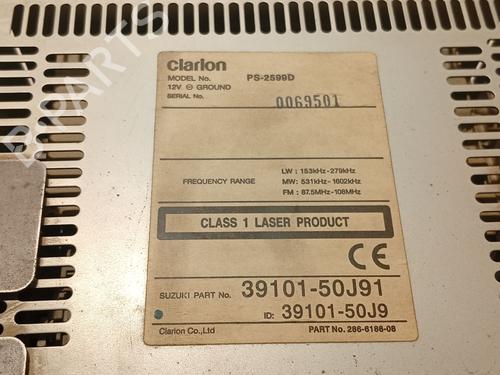 B-PARTS
clarion
MODEL No. PS-2599D
12V ⊖ GROUND
SERIAL No. 0069501
FREQUENCY RANGE
LW : 153kHz-279kHz
MW: 531kHz-1602kHz
FM : 87.5MHz-108MHz
CLASS 1 LASER PRODUCT
CE
SUZUKI PART No. 39101-50J91
ID: 39101-50J9
Clarion Co.,Ltd PART No. 286-6186-08